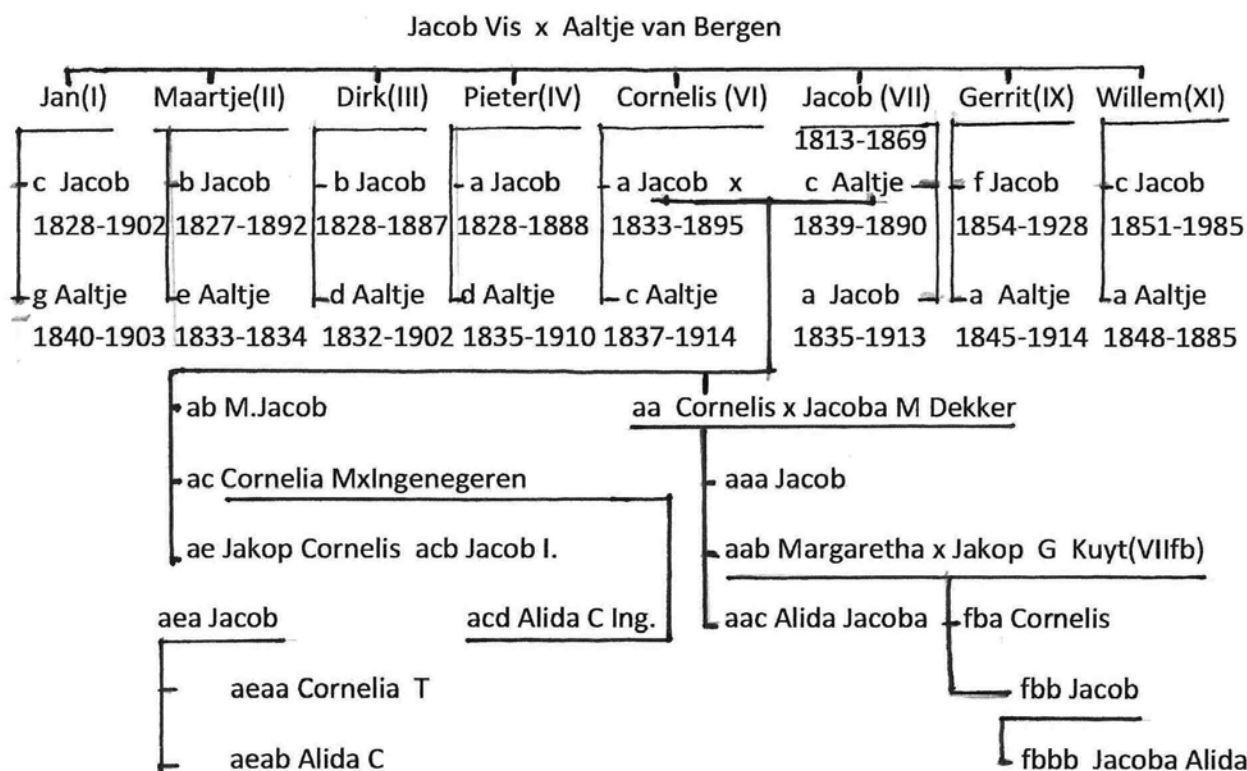 Jacob Vis x Aaltje van Bergen
Jan(I) Maartje(II) Dirk(III) Pieter(IV) Cornelis (VI) Jacob (VII) Gerrit(IX) Willem(XI)
1813-1869
c Jacob b Jacob b Jacob a Jacob a Jacob x c Aaltje f Jacob c Jacob
1828-1902 1827-1892 1828-1887 1828-1888 1833-1895 1839-1890 1854-1928 1851-1985
g Aaltje e Aaltje d Aaltje d Aaltje c Aaltje a Jacob a Aaltje a Aaltje
1840-1903 1833-1834 1832-1902 1835-1910 1837-1914 1835-1913 1845-1914 1848-1885
ab M.Jacob aa Cornelis x Jacoba M Dekker
ac Cornelia MxIngenegeren aaa Jacob
ae Jakop Cornelis acb Jacob I. aab Margaretha x Jakop G Kuyt(VIIfb)
aea Jacob acd Alida C Ing. aac Alida Jacoba fba Cornelis
aeaa Cornelia T fbb Jacob
aeab Alida C fbbb Jacoba Alida